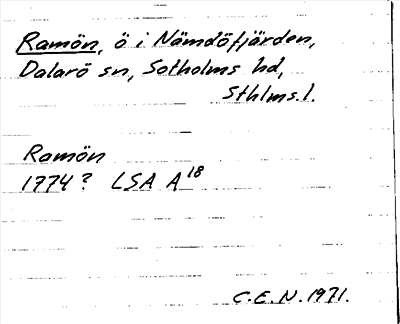 Ramön, ö i Nämdöfjärden,
Dalarö sn, Sotholms hd,
Sthlms.l.
Ramön
1774? LSA A18
C.E.N. 1971.